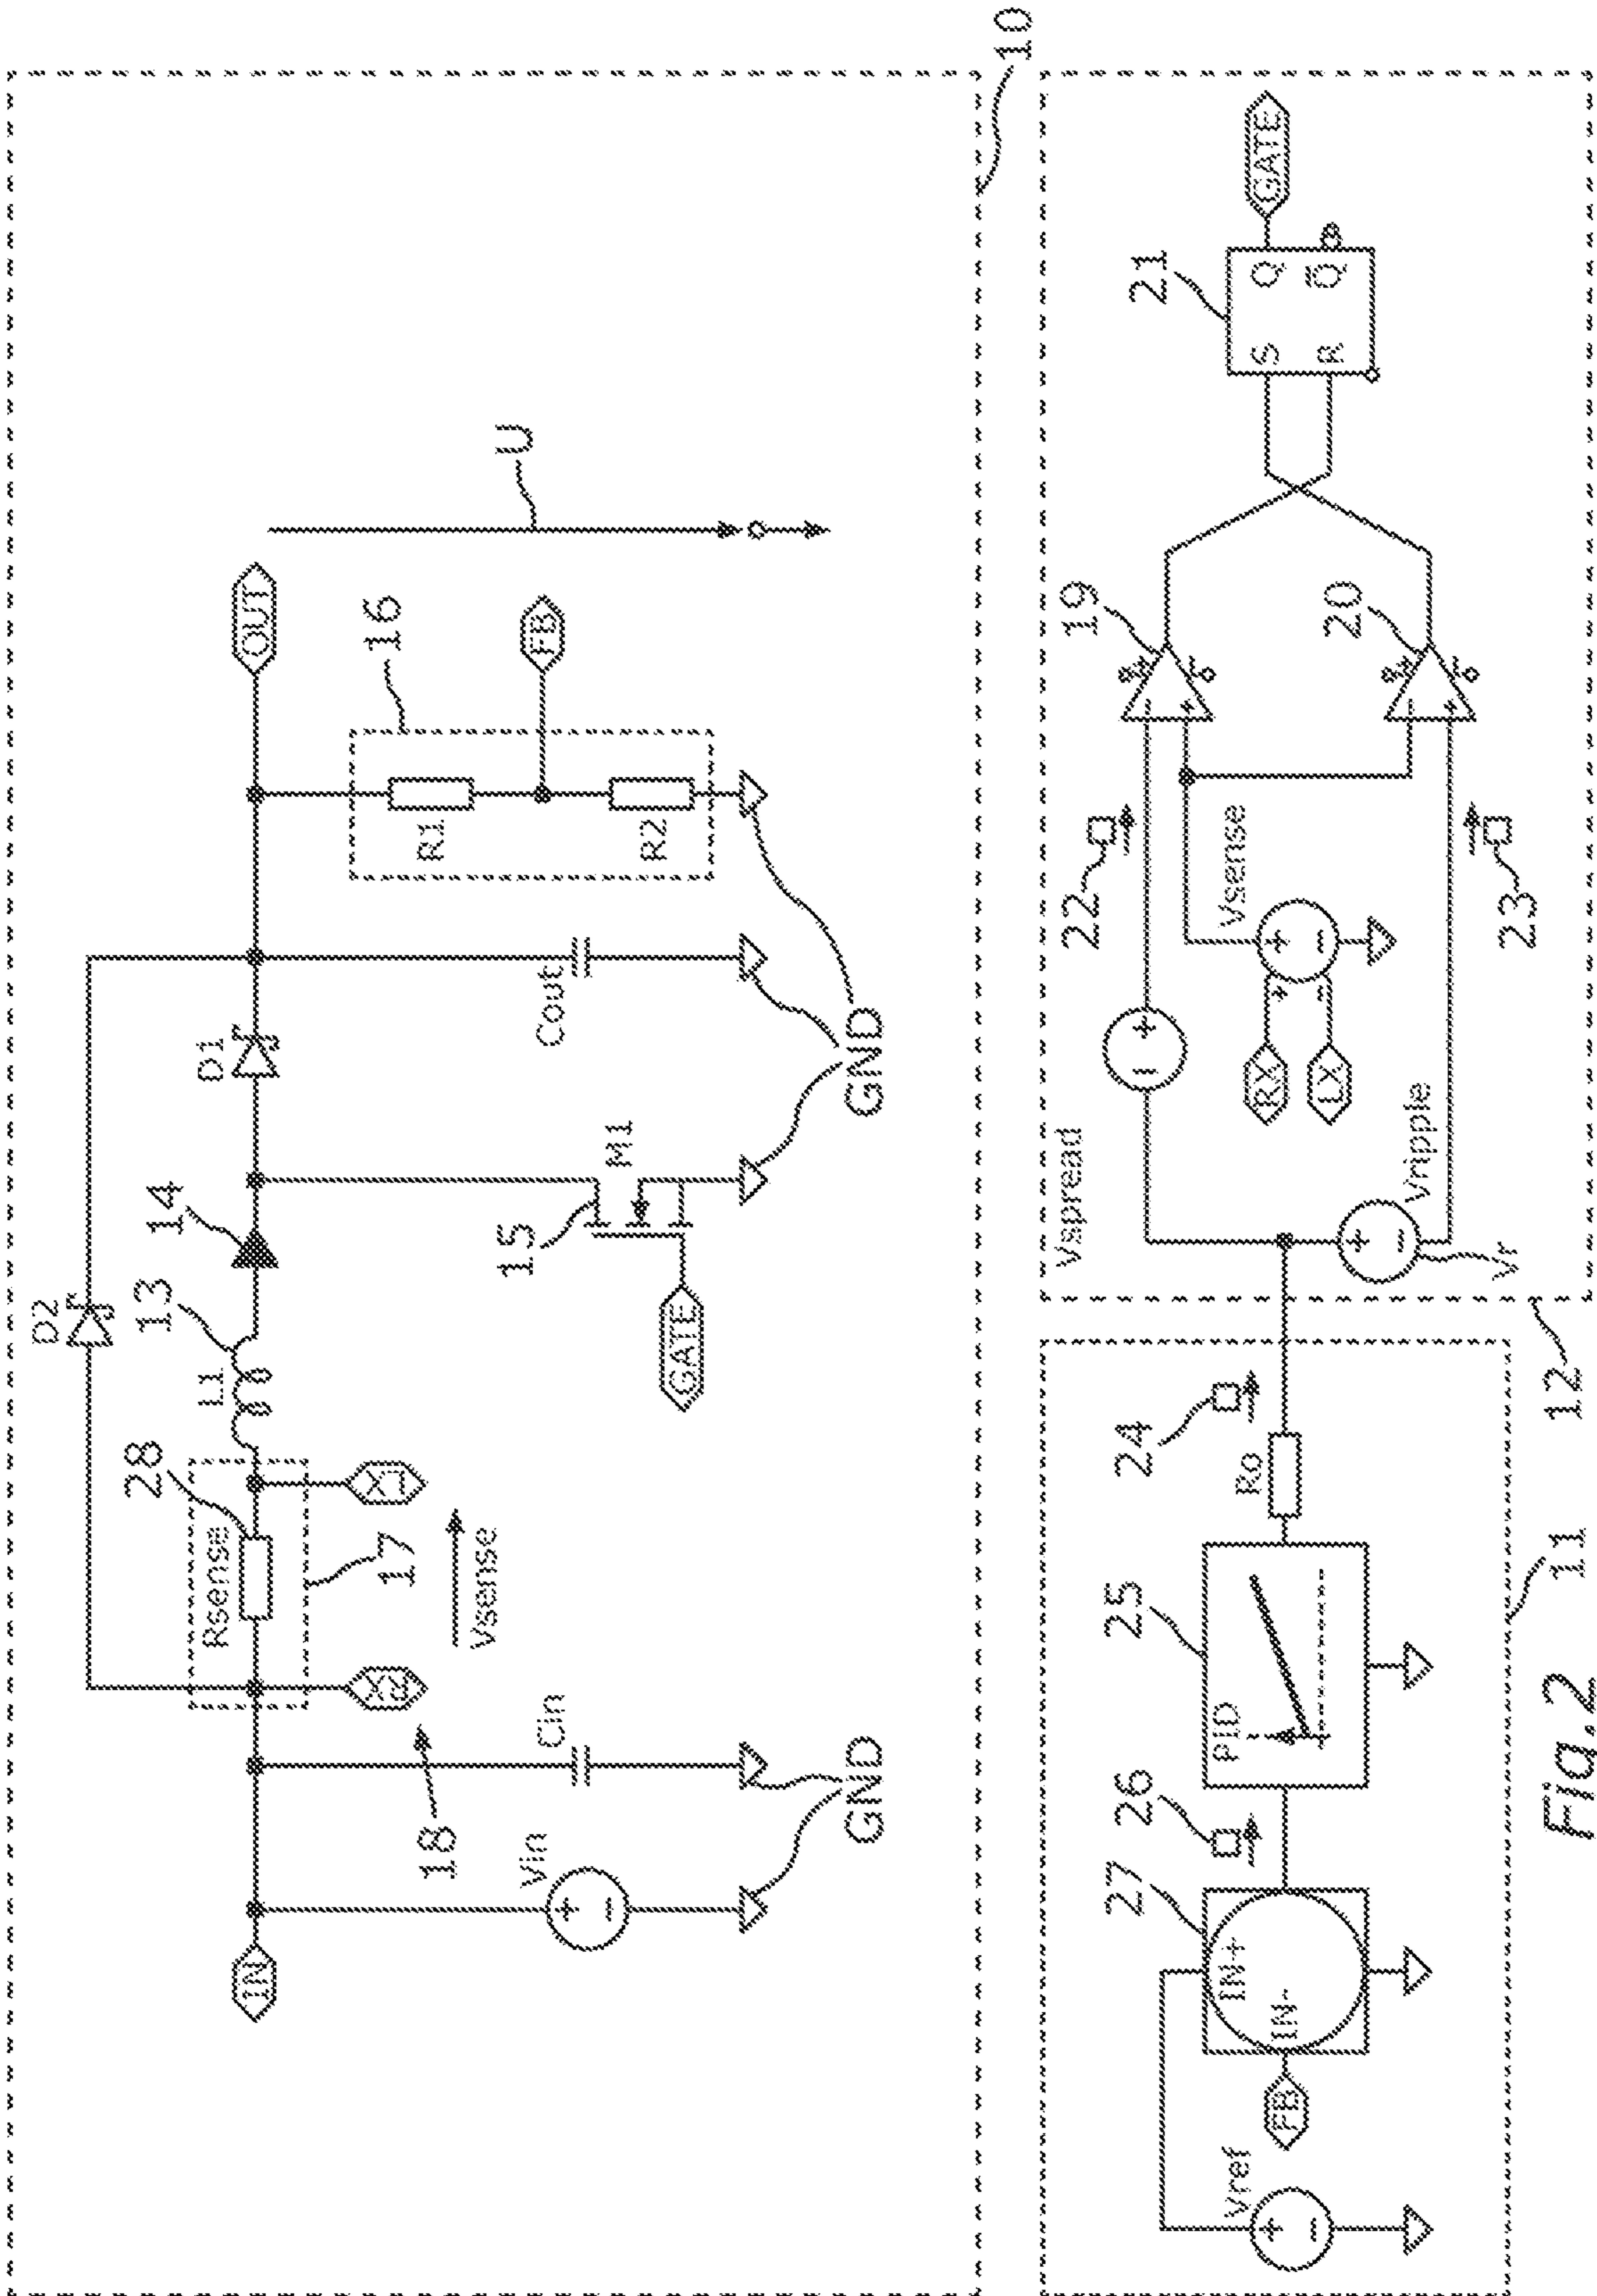 D2
28
L1
13
14
D1
OUT
IN
Rsense
RX
LX
17
Vsense
18
Vin
Cin
GND
GATE
15
M1
Cout
GND
R1
R2
16
FB
U
10
Vref
FB
IN+
IN-
27
26
PID
25
Ro
24
11
12
Vspread
Vr
Vripple
RX
LX
Vsense
22
23
19
20
21
S
R
Q
Q̅
GATE
Fig.2